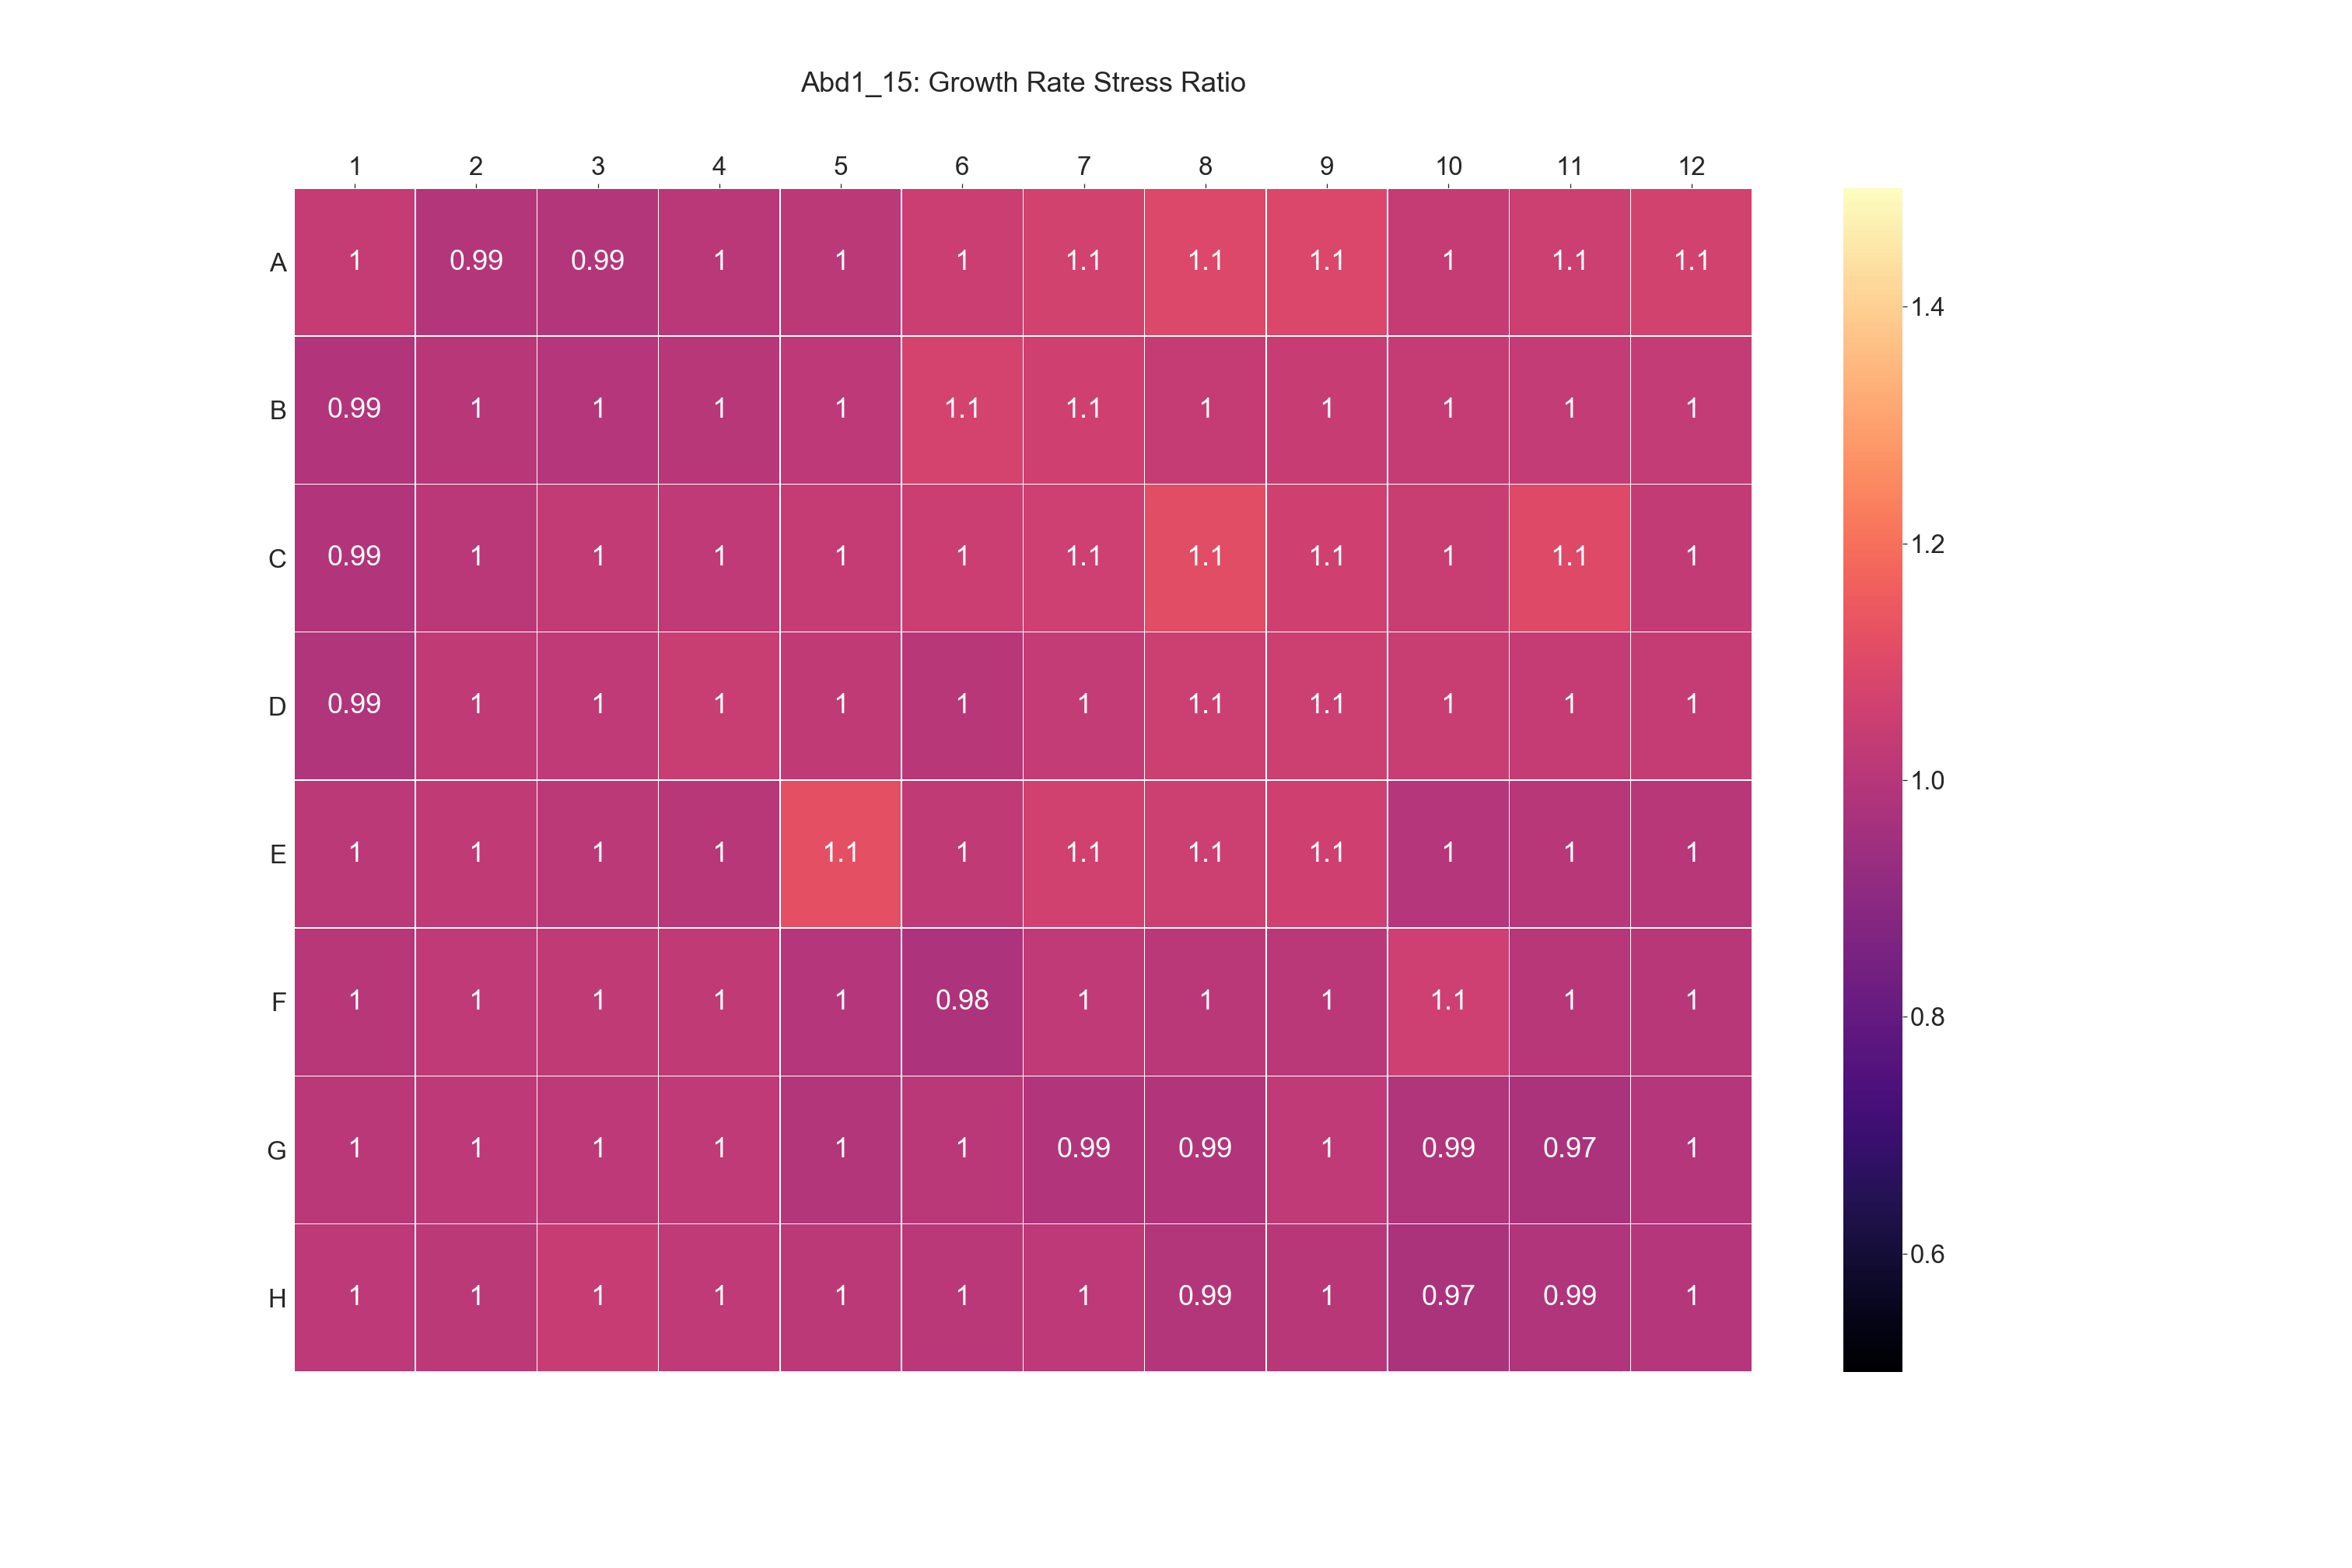 Abd1_15: Growth Rate Stress Ratio
1 2 3 4 5 6 7 8 9 10 11 12
A 1 0.99 0.99 1 1 1 1.1 1.1 1.1 1 1.1 1.1
1.4
B 0.99 1 1 1 1 1.1 1.1 1 1 1 1 1
C 0.99 1 1 1 1 1 1.1 1.1 1.1 1 1.1 1
1.2
D 0.99 1 1 1 1 1 1 1.1 1.1 1 1 1
1.0
E 1 1 1 1 1.1 1 1.1 1.1 1.1 1 1 1
F 1 1 1 1 1 0.98 1 1 1 1.1 1 1
0.8
G 1 1 1 1 1 1 0.99 0.99 1 0.99 0.97 1
0.6
H 1 1 1 1 1 1 1 0.99 1 0.97 0.99 1